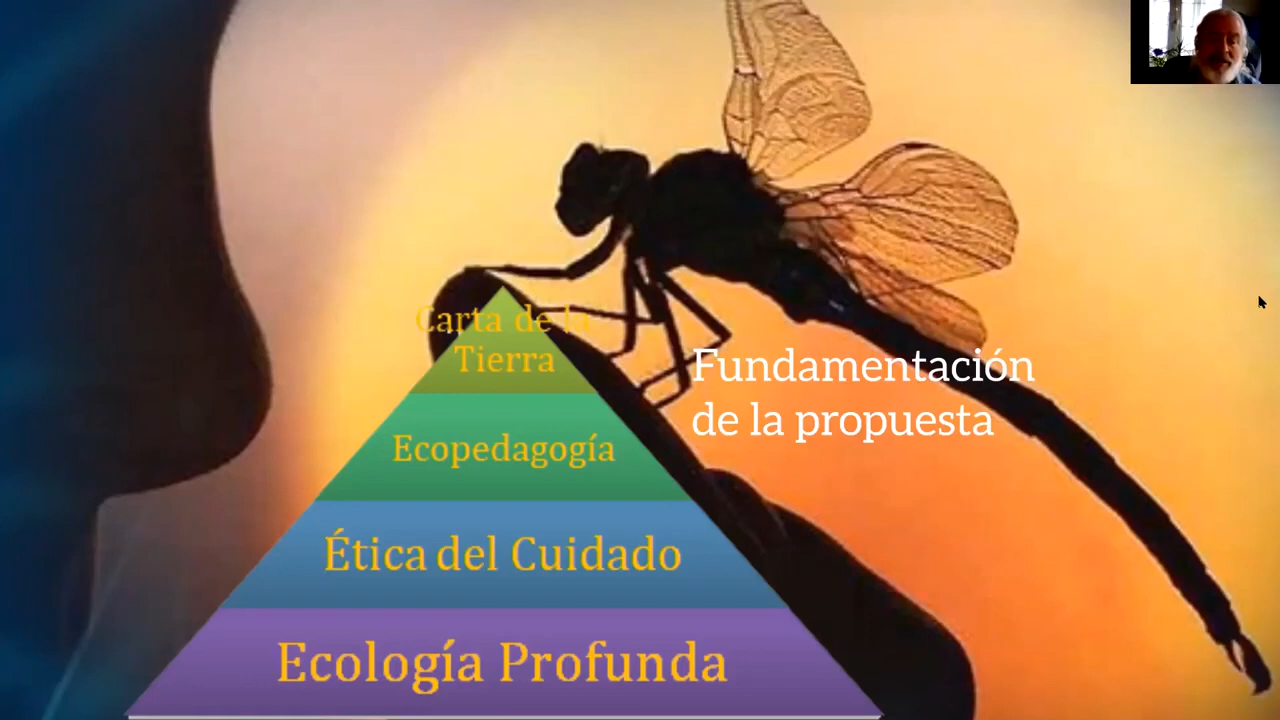 Carta de la
Tierra
Ecopedagogía
Ética del Cuidado
Ecología Profunda
Fundamentación
de la propuesta